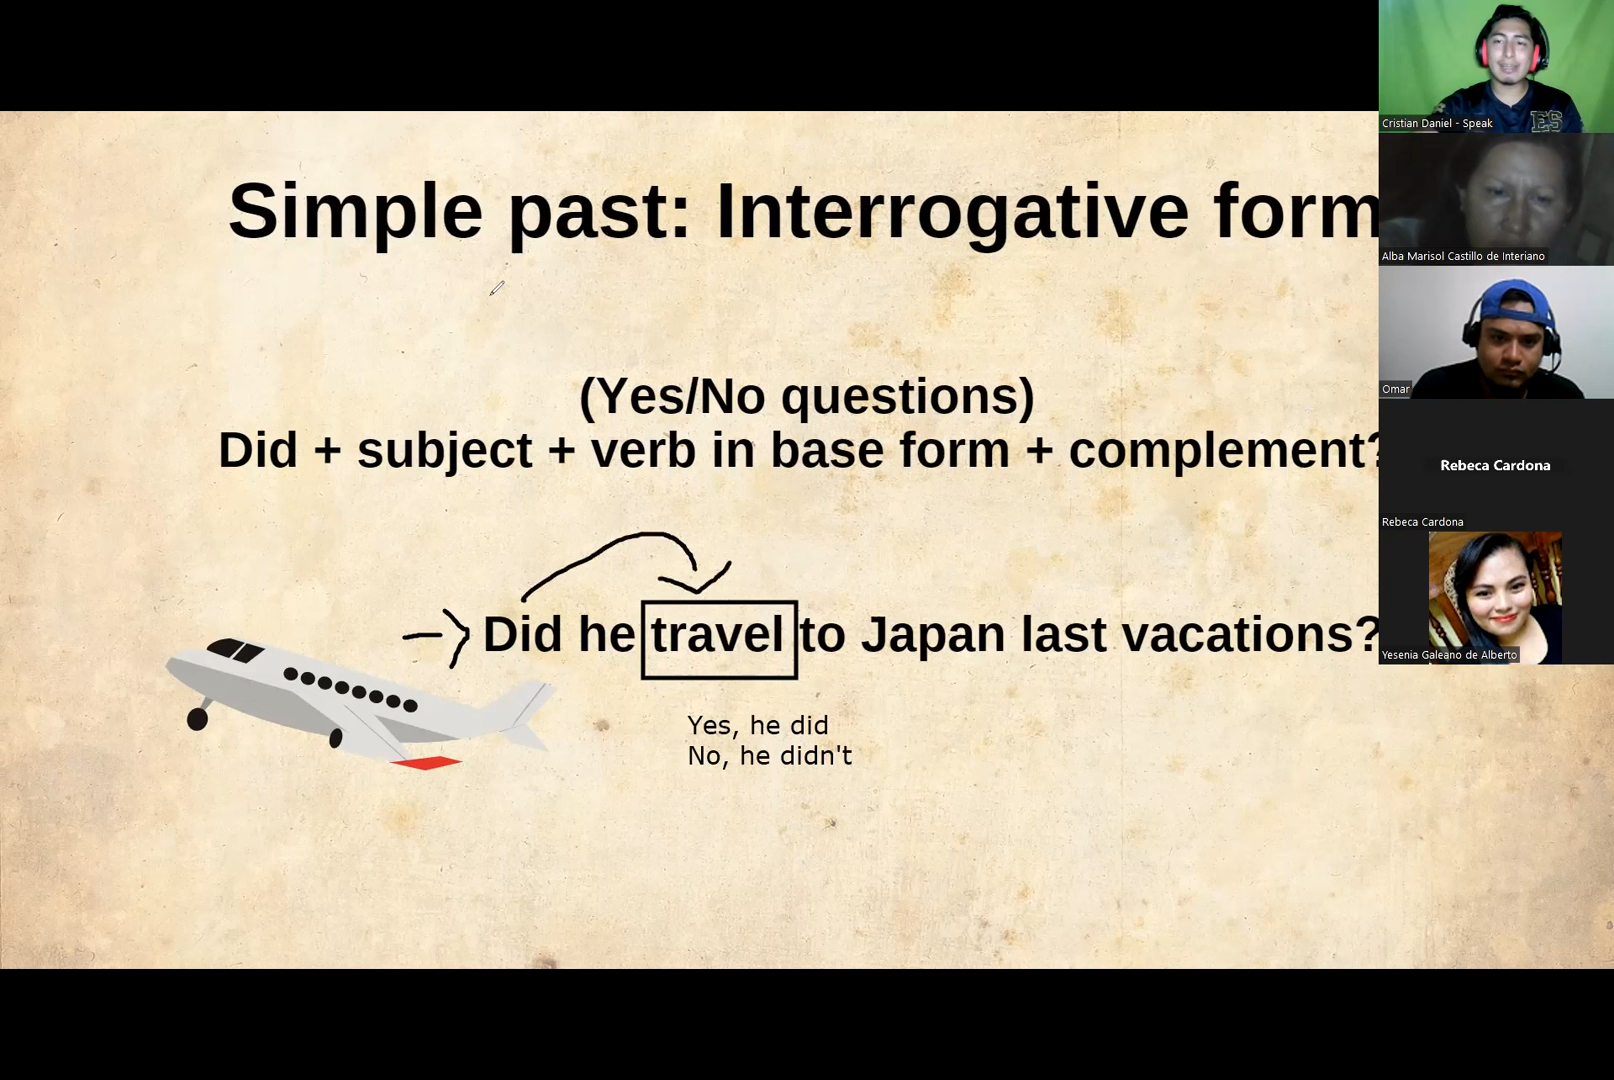 Simple past: Interrogative form
(Yes/No questions)
Did + subject + verb in base form + complement?
Did he travel to Japan last vacations?
Yes, he did
No, he didn't
ES
Cristian Daniel - Speak
Alba Marisol Castillo de Interiano
Omar
Rebeca Cardona
Rebeca Cardona
Yesenia Galeano de Alberto